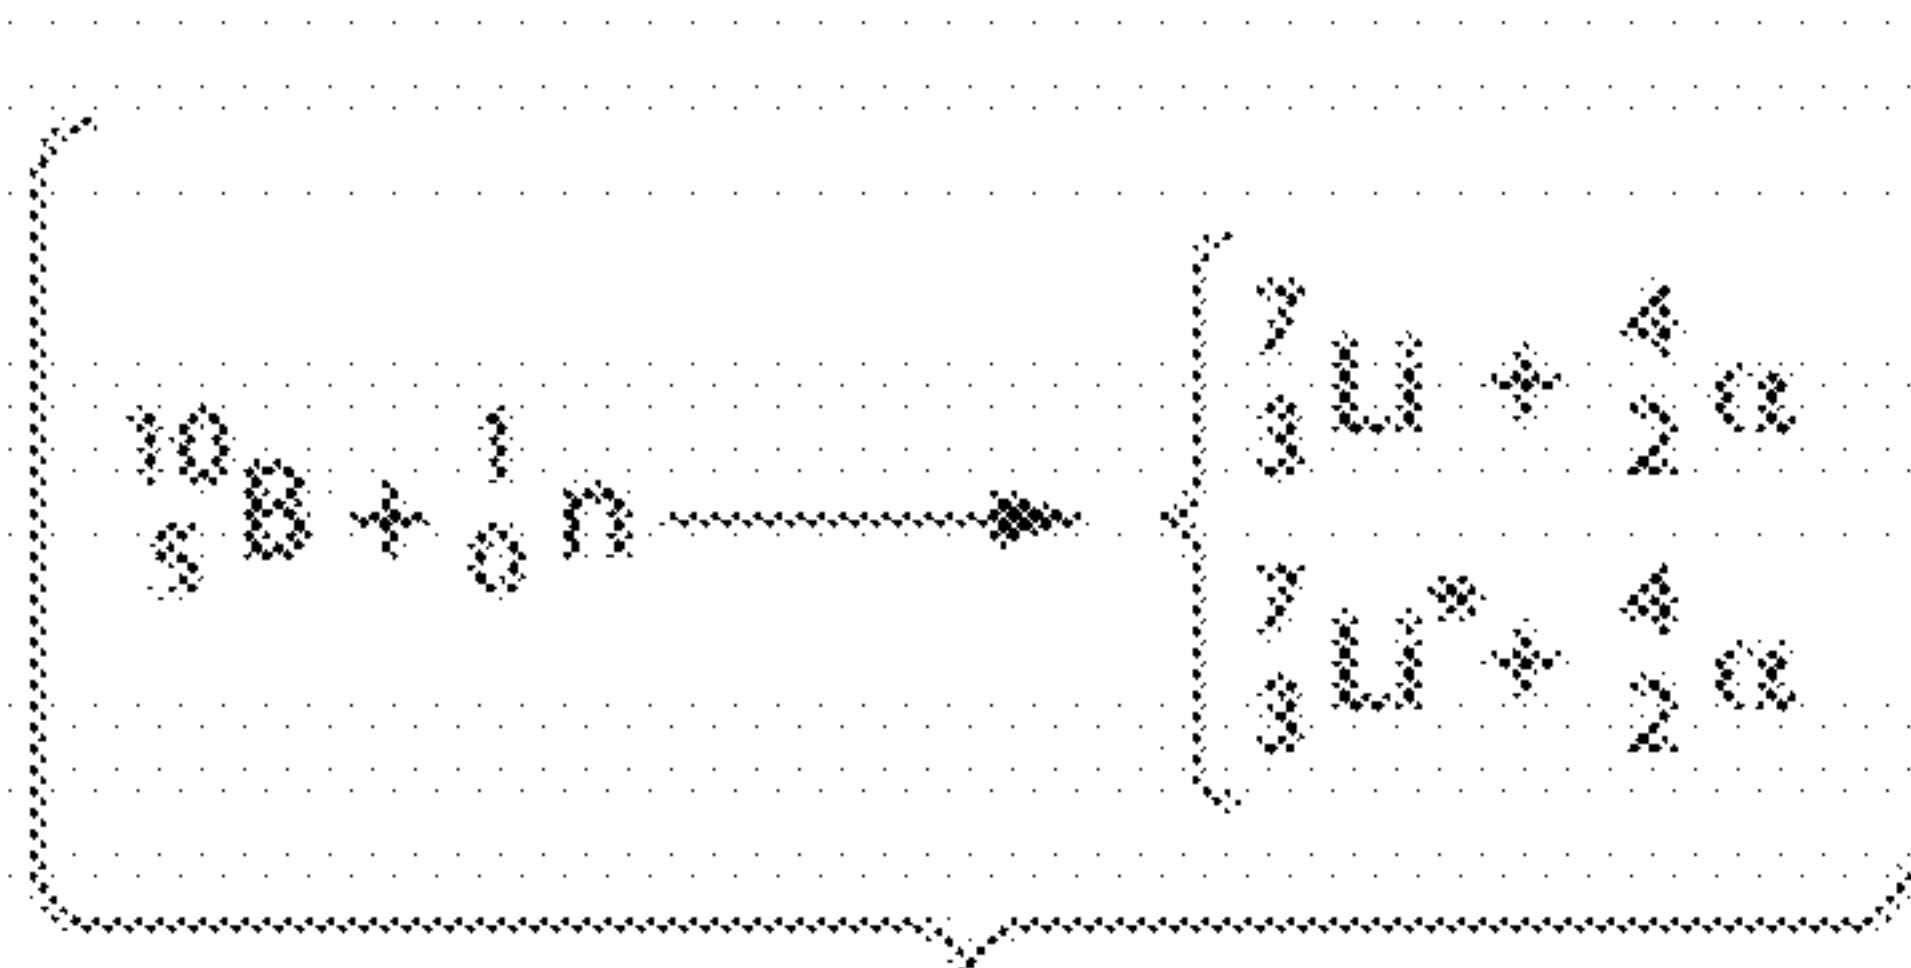 ⁷₃Li + ⁴₂α
¹⁰₅B + ¹₀n →
⁷₃Li* + ⁴₂α